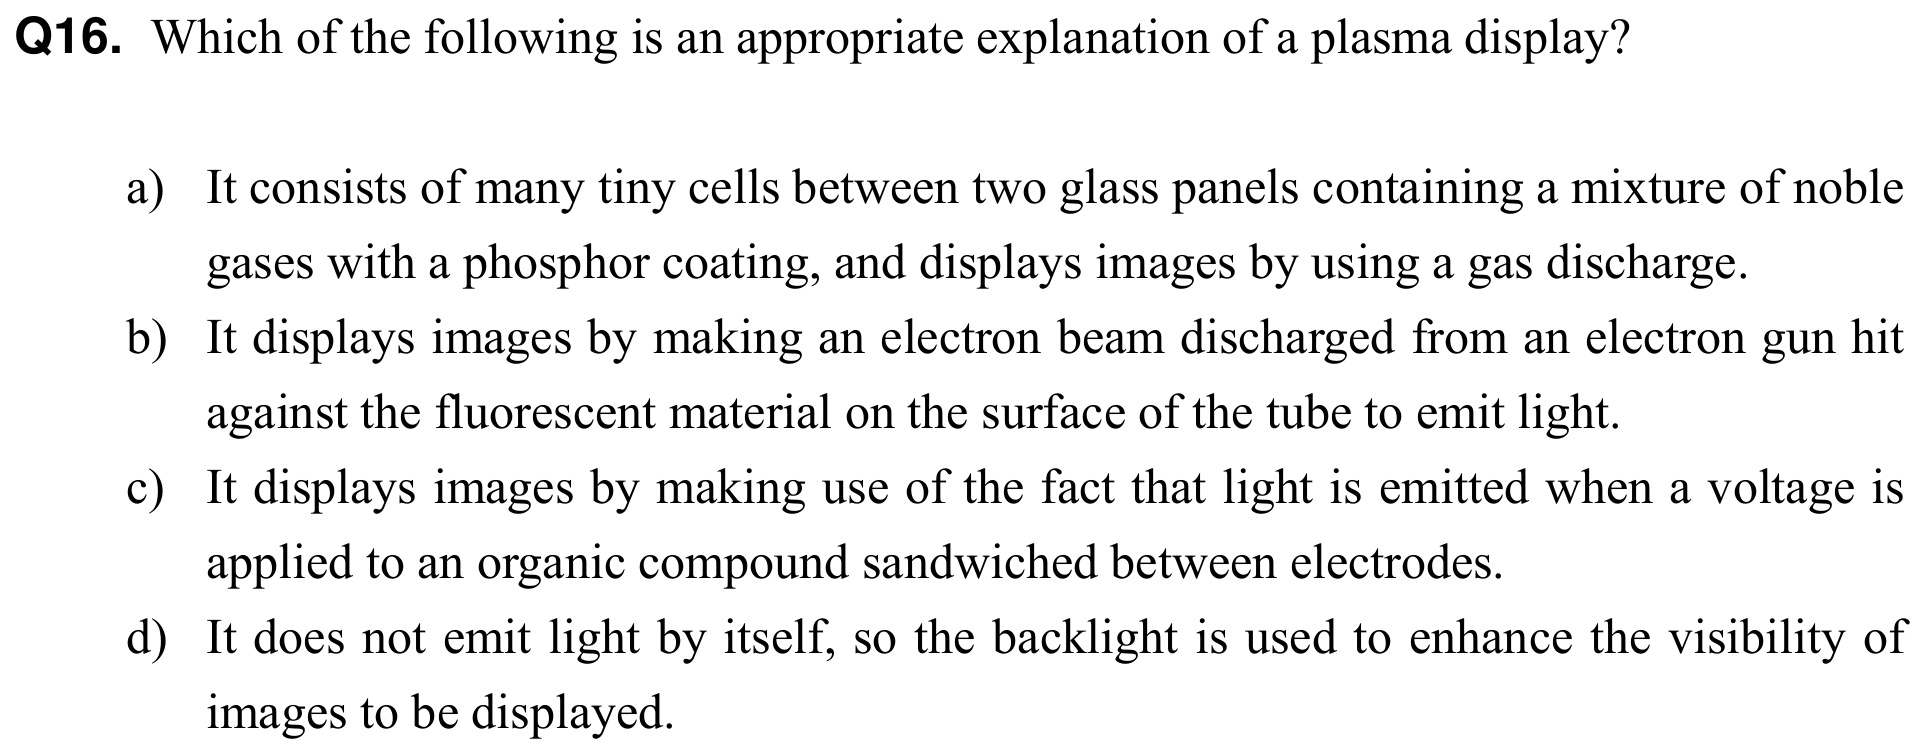 Q16. Which of the following is an appropriate explanation of a plasma display?
a) It consists of many tiny cells between two glass panels containing a mixture of noble
gases with a phosphor coating, and displays images by using a gas discharge.
b) It displays images by making an electron beam discharged from an electron gun hit
against the fluorescent material on the surface of the tube to emit light.
c) It displays images by making use of the fact that light is emitted when a voltage is
applied to an organic compound sandwiched between electrodes.
d) It does not emit light by itself, so the backlight is used to enhance the visibility of
images to be displayed.